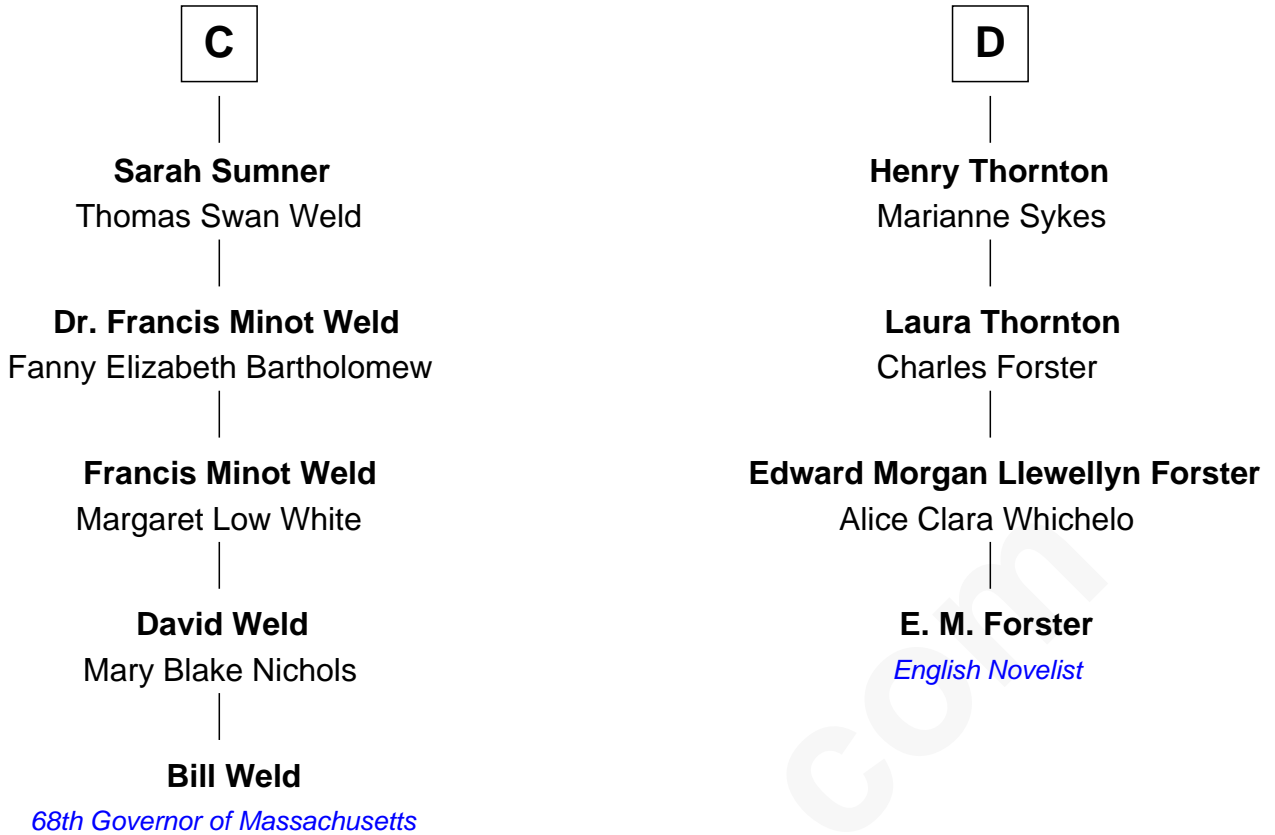 C
Sarah Sumner
Thomas Swan Weld
Dr. Francis Minot Weld
Fanny Elizabeth Bartholomew
Francis Minot Weld
Margaret Low White
David Weld
Mary Blake Nichols
Bill Weld
68th Governor of Massachusetts
D
Henry Thornton
Marianne Sykes
Laura Thornton
Charles Forster
Edward Morgan Llewellyn Forster
Alice Clara Whichelo
E. M. Forster
English Novelist
com